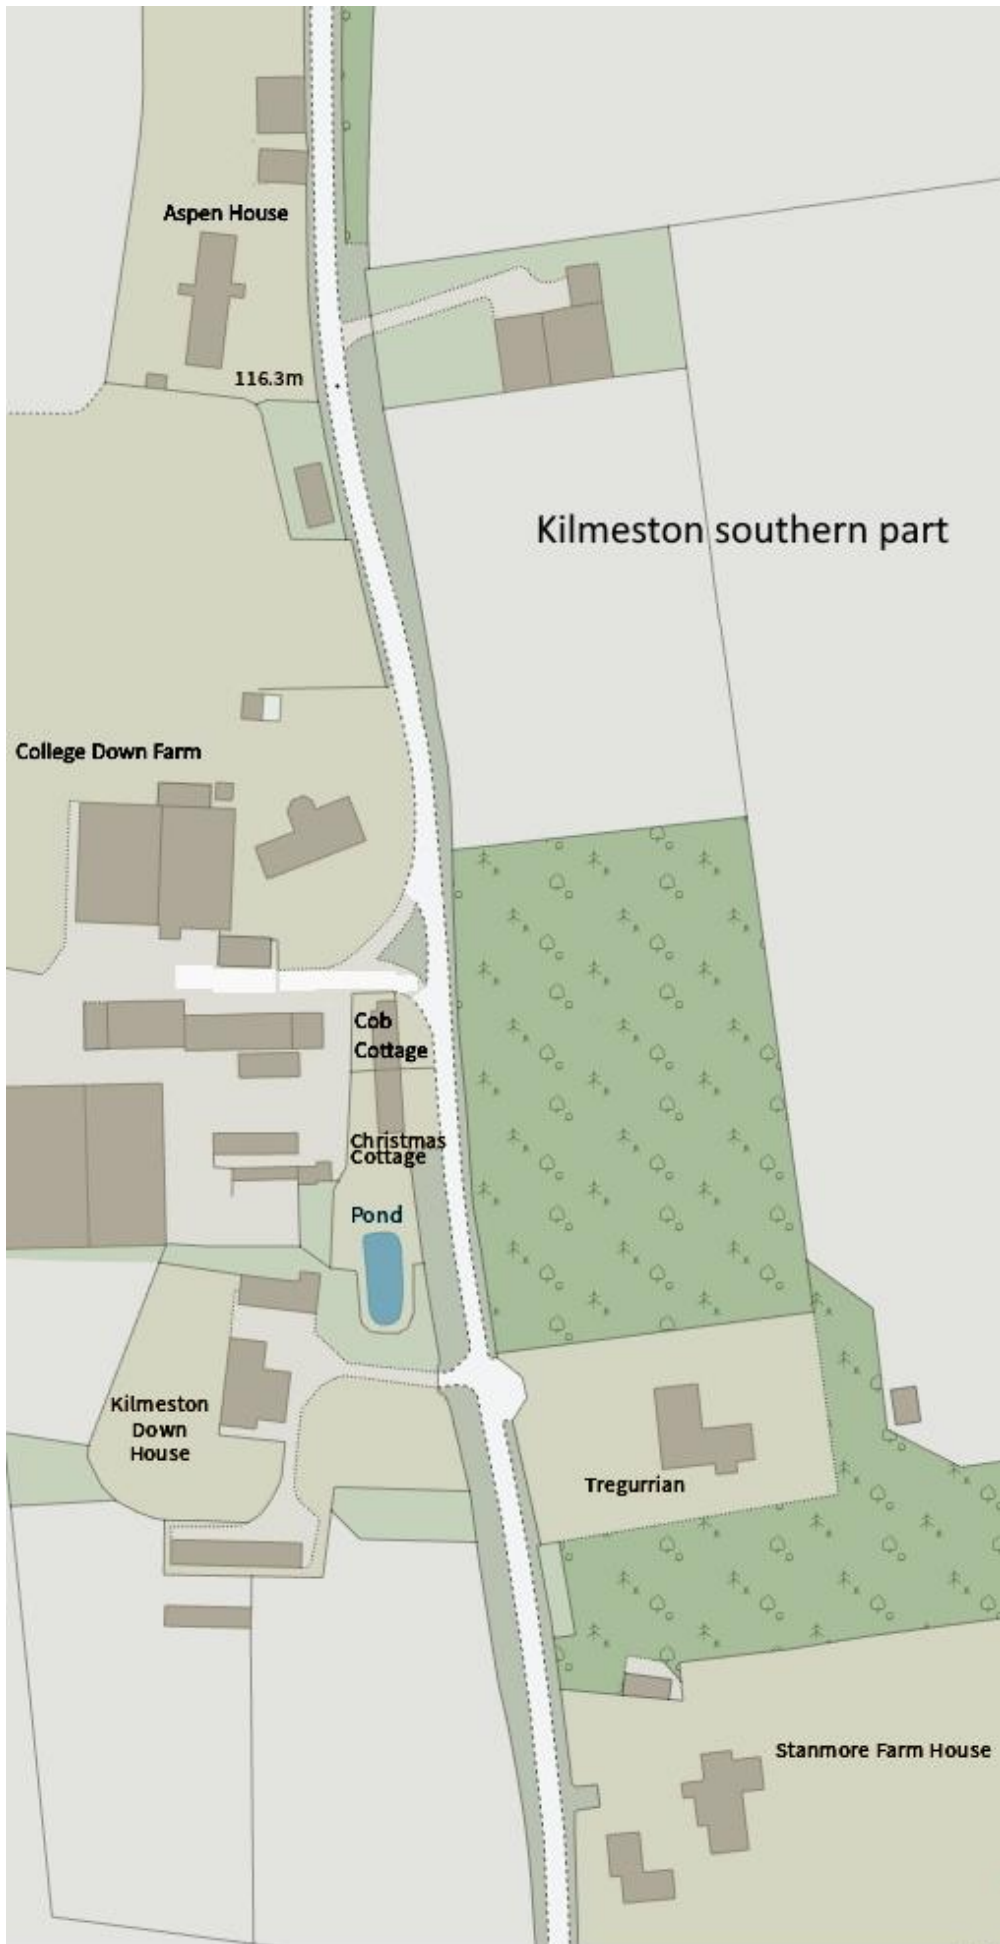 Aspen House
116.3m
Kilmeston southern part
College Down Farm
Cob
Cottage
Christmas
Cottage
Pond
Kilmeston
Down
House
Tregurrian
Stanmore Farm House